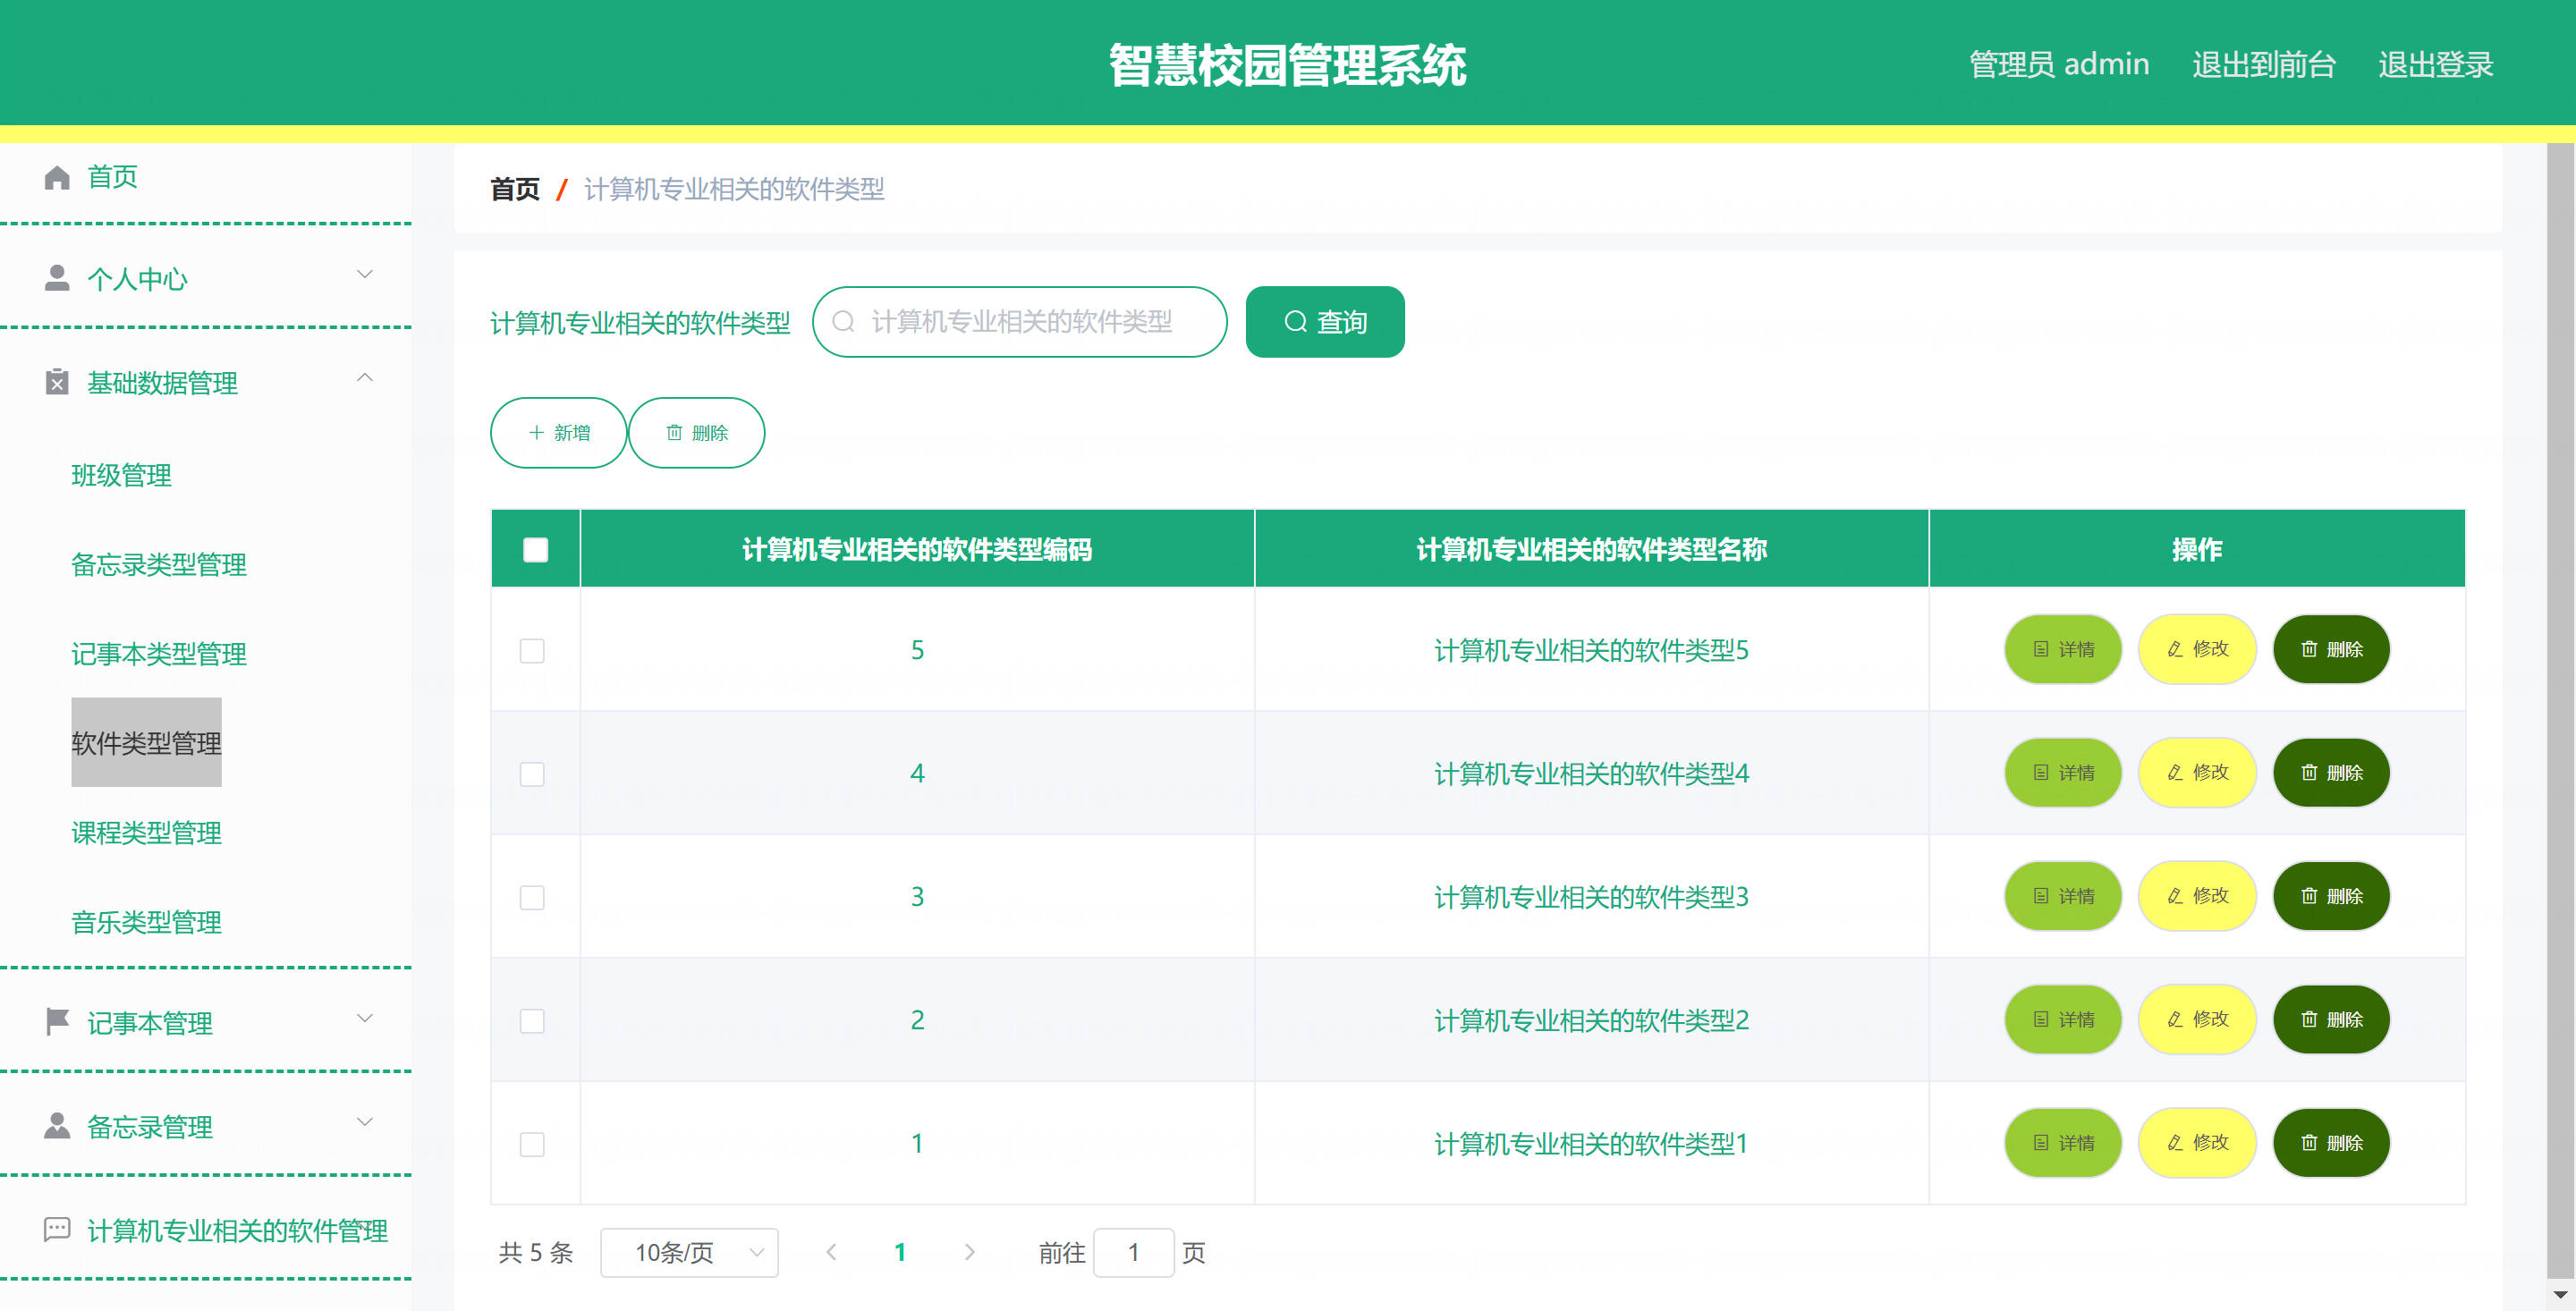 智慧校园管理系统
管理员 admin 退出到前台 退出登录
首页
个人中心
基础数据管理
班级管理
备忘录类型管理
记事本类型管理
软件类型管理
课程类型管理
音乐类型管理
记事本管理
备忘录管理
计算机专业相关的软件管理
首页 / 计算机专业相关的软件类型
计算机专业相关的软件类型 计算机专业相关的软件类型 查询
新增 删除
计算机专业相关的软件类型编码 计算机专业相关的软件类型名称 操作
5 计算机专业相关的软件类型5 详情 修改 删除
4 计算机专业相关的软件类型4 详情 修改 删除
3 计算机专业相关的软件类型3 详情 修改 删除
2 计算机专业相关的软件类型2 详情 修改 删除
1 计算机专业相关的软件类型1 详情 修改 删除
共 5 条 10条/页 1 前往 1 页